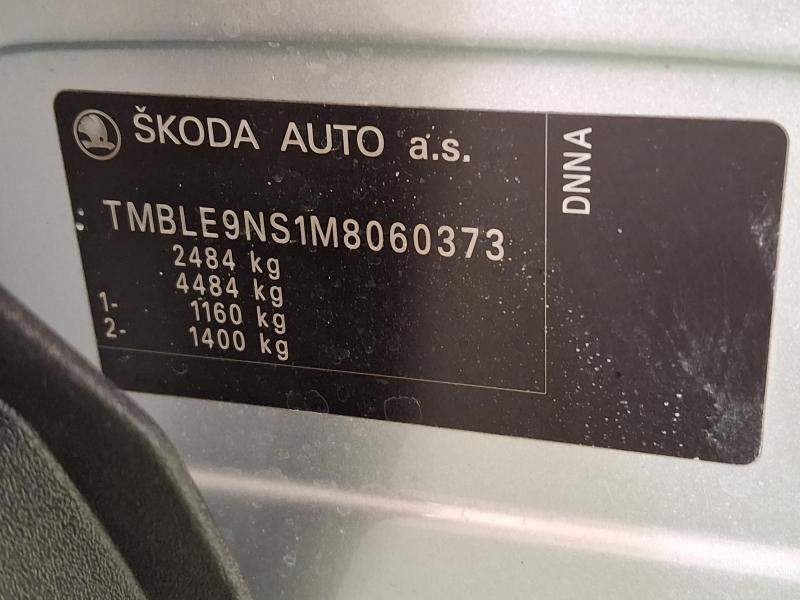 ŠKODA AUTO a.s.
DNNA
TMBLE9NS1M8060373
2484 kg
4484 kg
1- 1160 kg
2- 1400 kg